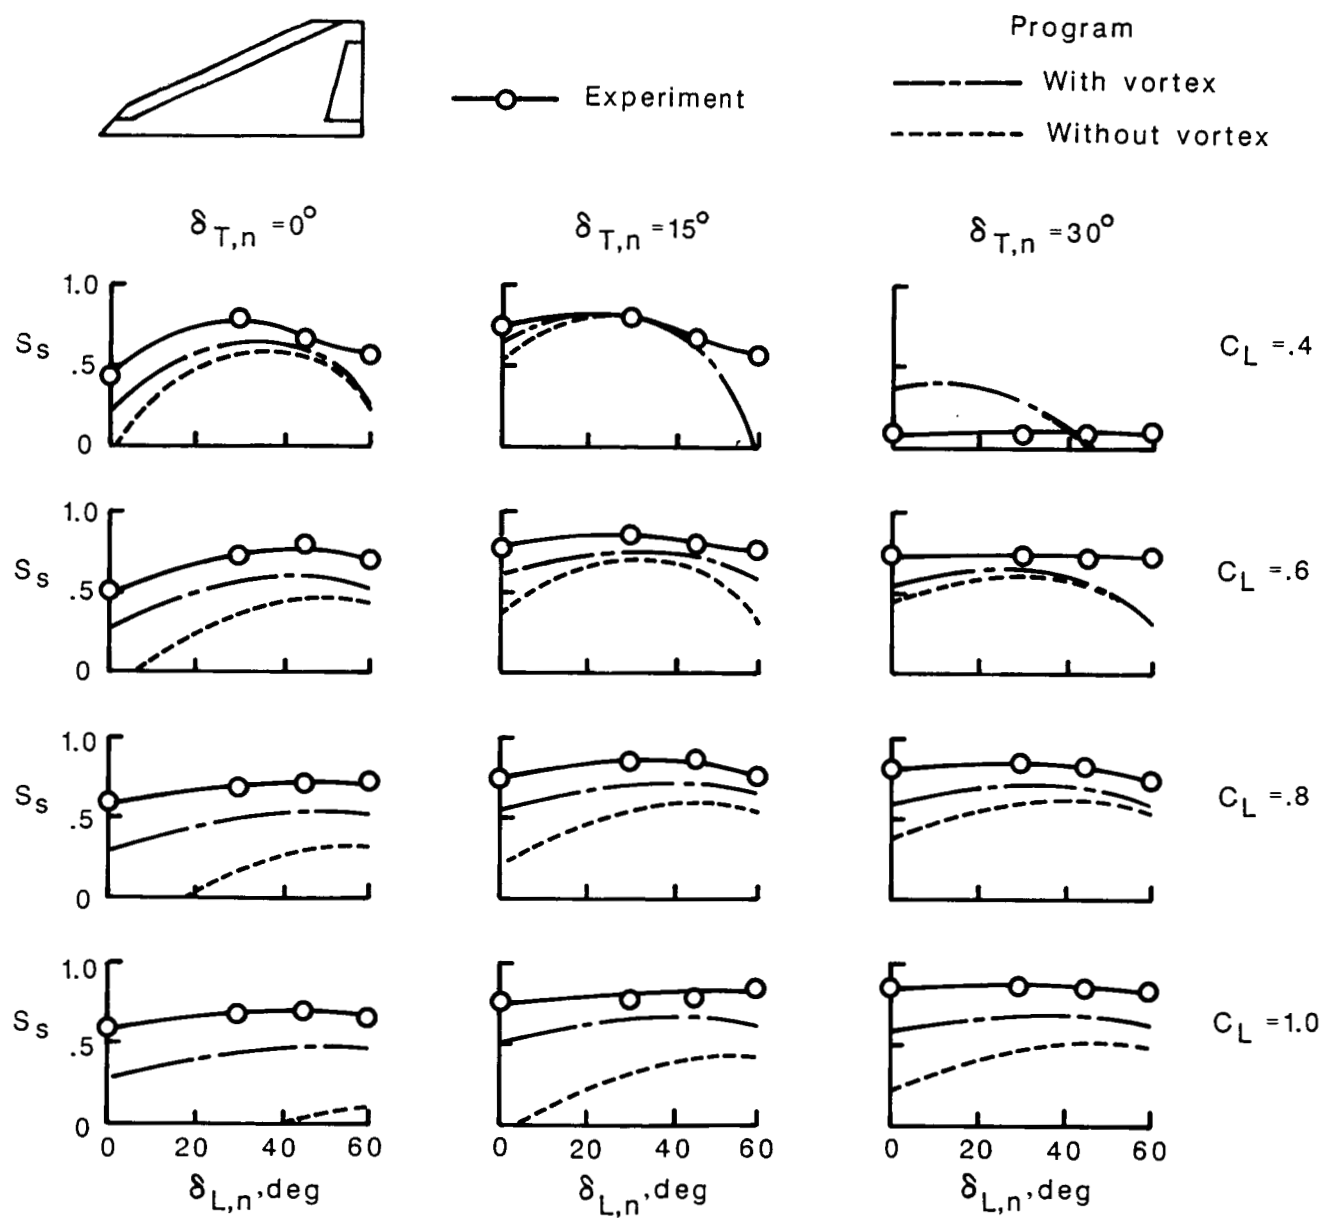 Program
Experiment
With vortex
Without vortex
δT,n = 0° δT,n = 15° δT,n = 30°
1.0
Ss .5 CL = .4
0
1.0
Ss .5 CL = .6
0
1.0
Ss .5 CL = .8
0
1.0
Ss .5 CL = 1.0
0
0 20 40 60 0 20 40 60 0 20 40 60
δL,n, deg δL,n, deg δL,n, deg